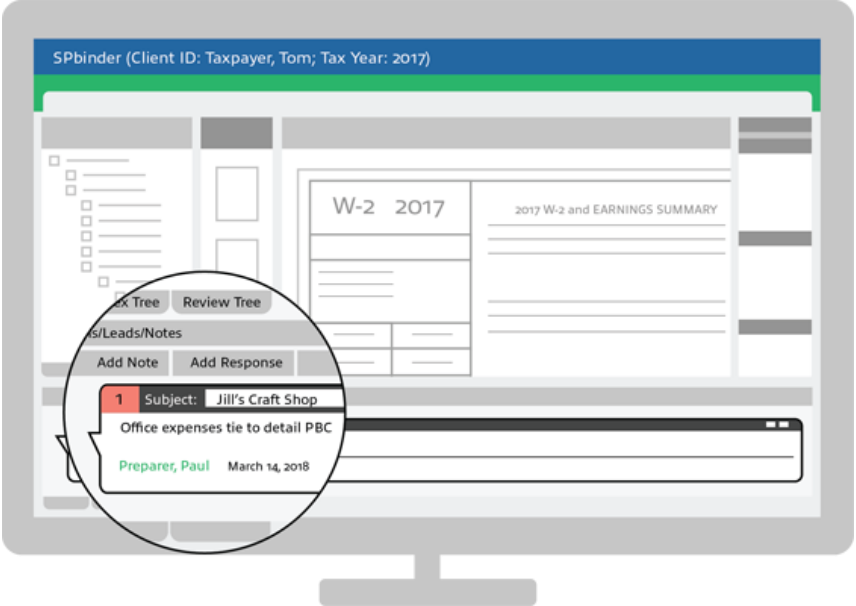 SPbinder (Client ID: Taxpayer, Tom; Tax Year: 2017)
W-2 2017
2017 W-2 and EARNINGS SUMMARY
Tree Review Tree
/Leads/Notes
Add Note Add Response
1 Subject: Jill's Craft Shop
Office expenses tie to detail PBC
Preparer, Paul March 14, 2018